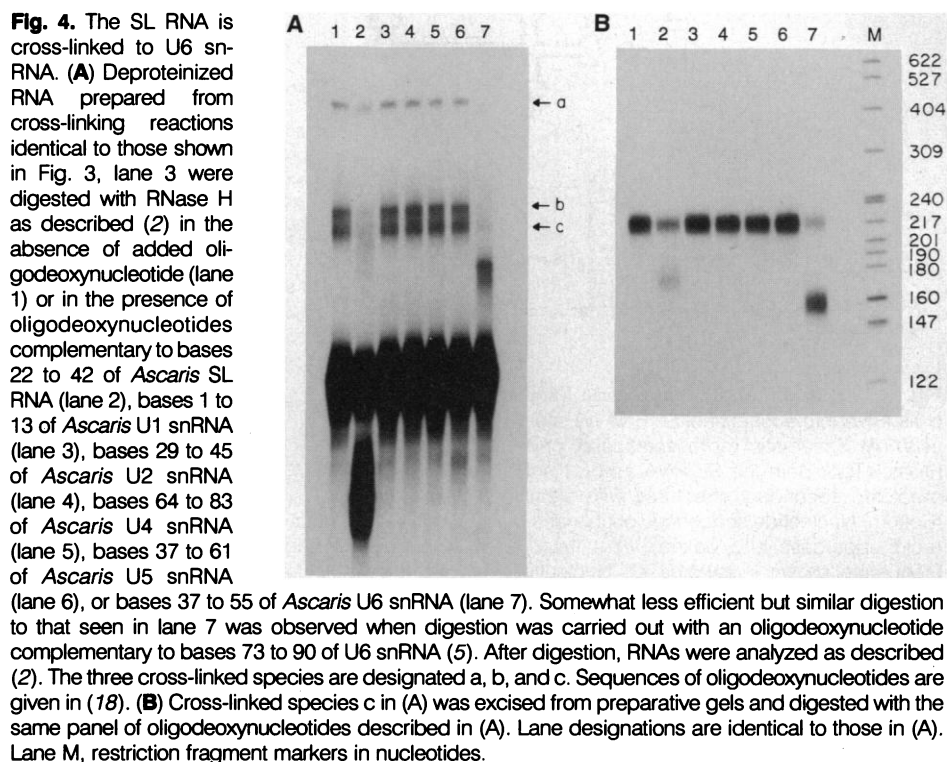 Fig. 4. The SL RNA is
cross-linked to U6 sn-
RNA. (A) Deproteinized
RNA prepared from
cross-linking reactions
identical to those shown
in Fig. 3, lane 3 were
digested with RNase H
as described (2) in the
absence of added oli-
godeoxynucleotide (lane
1) or in the presence of
oligodeoxynucleotides
complementary to bases
22 to 42 of Ascaris SL
RNA (lane 2), bases 1 to
13 of Ascaris U1 snRNA
(lane 3), bases 29 to 45
of Ascaris U2 snRNA
(lane 4), bases 64 to 83
of Ascaris U4 snRNA
(lane 5), bases 37 to 61
of Ascaris U5 snRNA
(lane 6), or bases 37 to 55 of Ascaris U6 snRNA (lane 7). Somewhat less efficient but similar digestion
to that seen in lane 7 was observed when digestion was carried out with an oligodeoxynucleotide
complementary to bases 73 to 90 of U6 snRNA (5). After digestion, RNAs were analyzed as described
(2). The three cross-linked species are designated a, b, and c. Sequences of oligodeoxynucleotides are
given in (18). (B) Cross-linked species c in (A) was excised from preparative gels and digested with the
same panel of oligodeoxynucleotides described in (A). Lane designations are identical to those in (A).
Lane M, restriction fragment markers in nucleotides.
A
1 2 3 4 5 6 7
←a
←b
←c
B
1 2 3 4 5 6 7 M
622
527
404
309
240
217
201
190
180
160
147
122